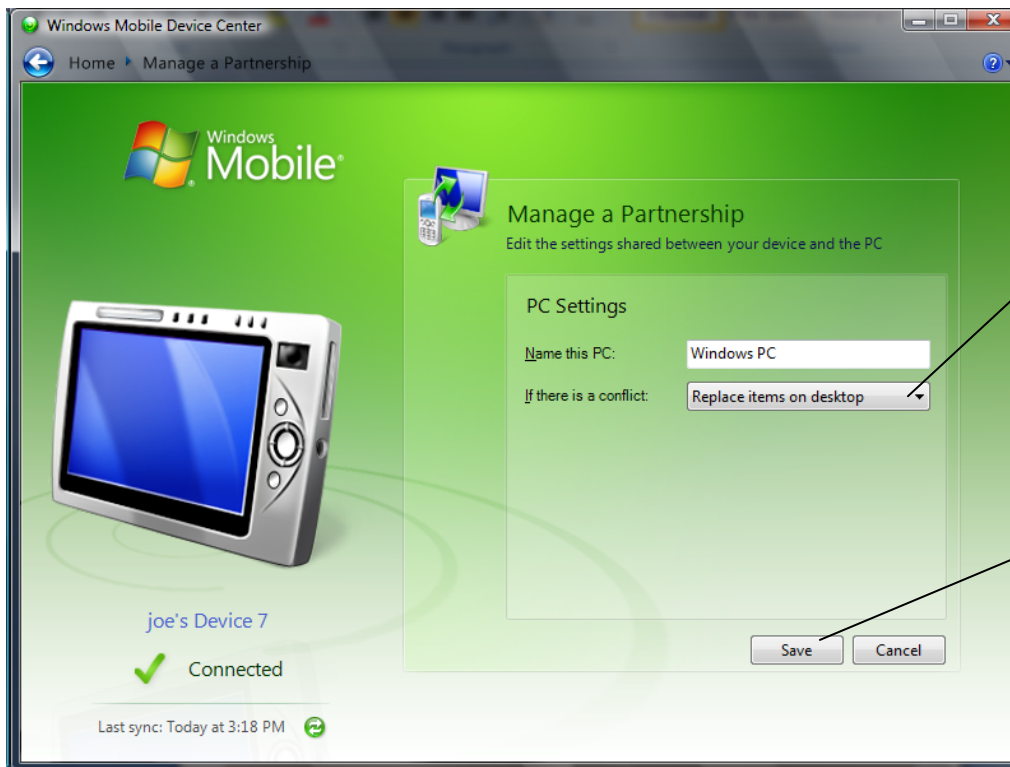 Windows Mobile Device Center
Home Manage a Partnership
Windows
Mobile
Manage a Partnership
Edit the settings shared between your device and the PC
PC Settings
Name this PC: Windows PC
If there is a conflict: Replace items on desktop
joe's Device 7
Connected
Last sync: Today at 3:18 PM
Save Cancel